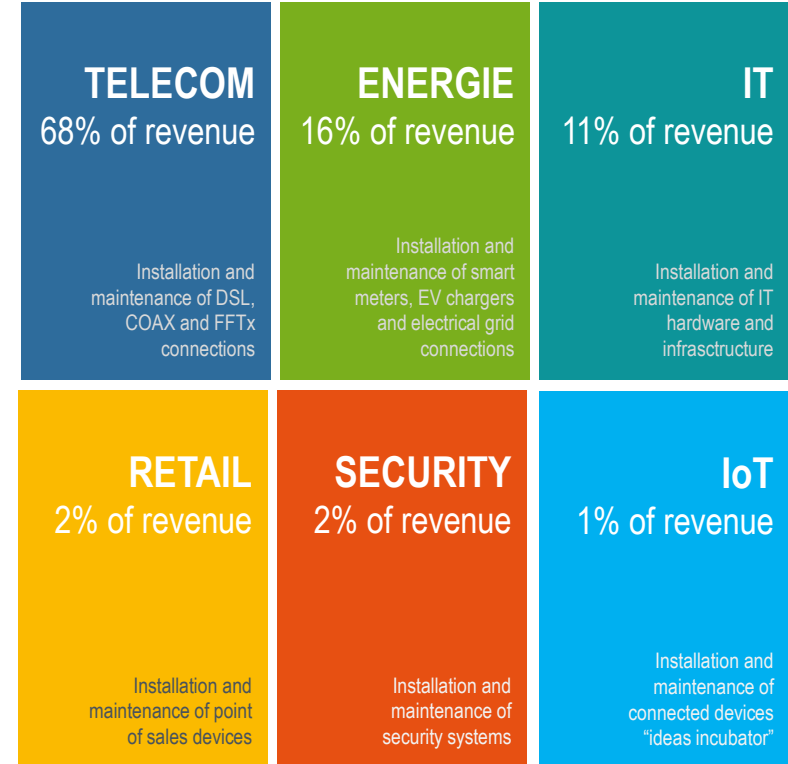 TELECOM
68% of revenue
Installation and
maintenance of DSL,
COAX and FFTx
connections
ENERGIE
16% of revenue
Installation and
maintenance of smart
meters, EV chargers
and electrical grid
connections
IT
11% of revenue
Installation and
maintenance of IT
hardware and
infrasctructure
RETAIL
2% of revenue
Installation and
maintenance of point
of sales devices
SECURITY
2% of revenue
Installation and
maintenance of
security systems
IoT
1% of revenue
Installation and
maintenance of
connected devices
“ideas incubator”